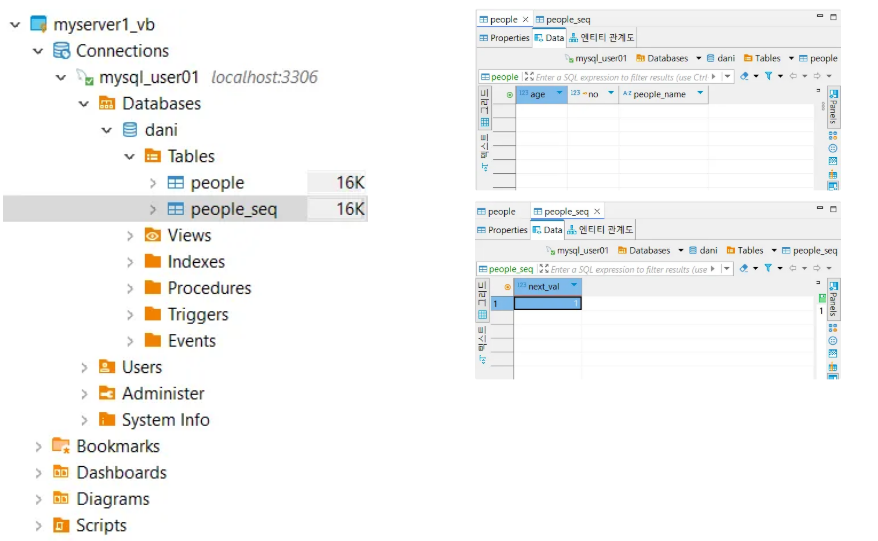 myserver1_vb
Connections
mysql_user01 localhost:3306
Databases
dani
Tables
people 16K
people_seq 16K
Views
Indexes
Procedures
Triggers
Events
Users
Administer
System Info
Bookmarks
Dashboards
Diagrams
Scripts
people people_seq
Properties Data 엔티티 관계도
mysql_user01 Databases dani Tables people
people Enter a SQL expression to filter results (use Ctrl
123 age 123 no A-Z people_name
그리드
텍스트
Panels
people people_seq
Properties Data 엔티티 관계도
mysql_user01 Databases dani Tables people_seq
people_seq Enter a SQL expression to filter results (use
123 next_val
1 1
그리드
텍스트
Panels
1